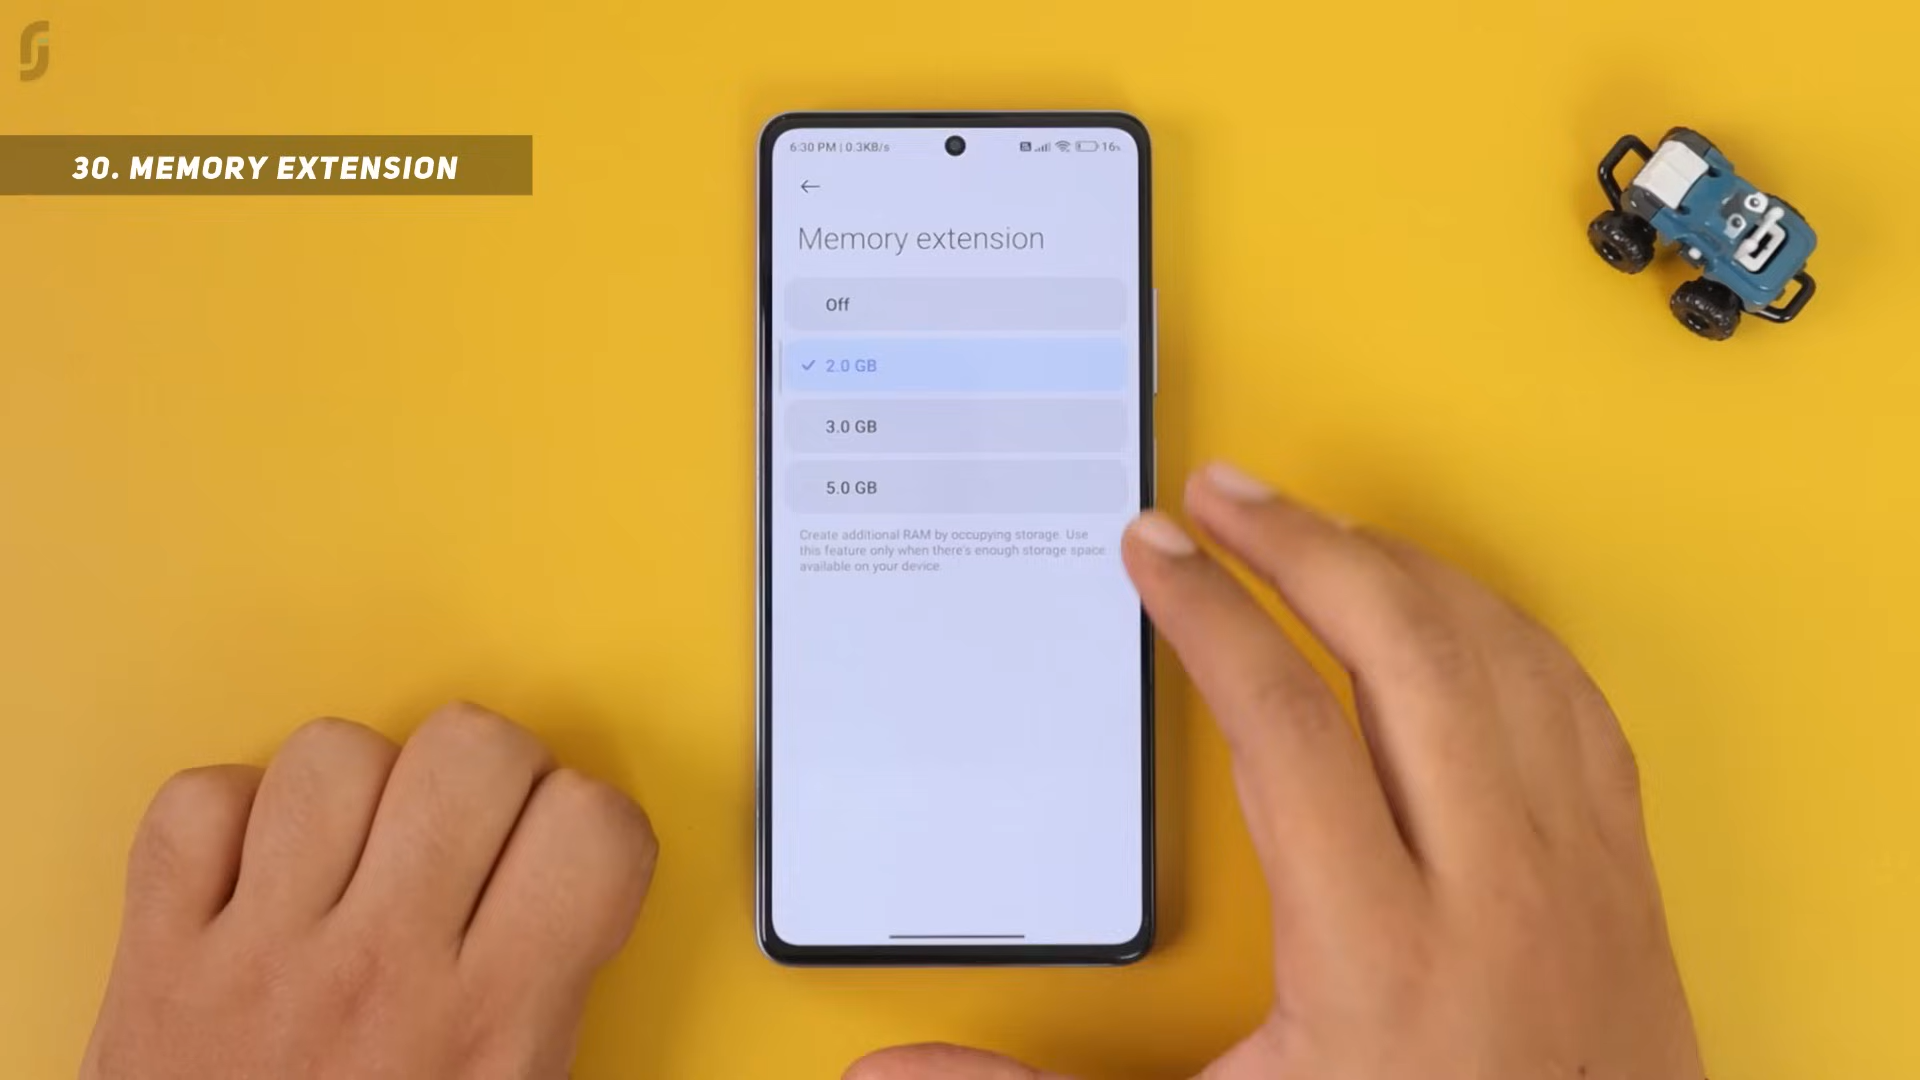 30. MEMORY EXTENSION
6:30 PM | 0.3KB/s
16%
Memory extension
Off
2.0 GB
3.0 GB
5.0 GB
Create additional RAM by occupying storage. Use
this feature only when there's enough storage space
available on your device.